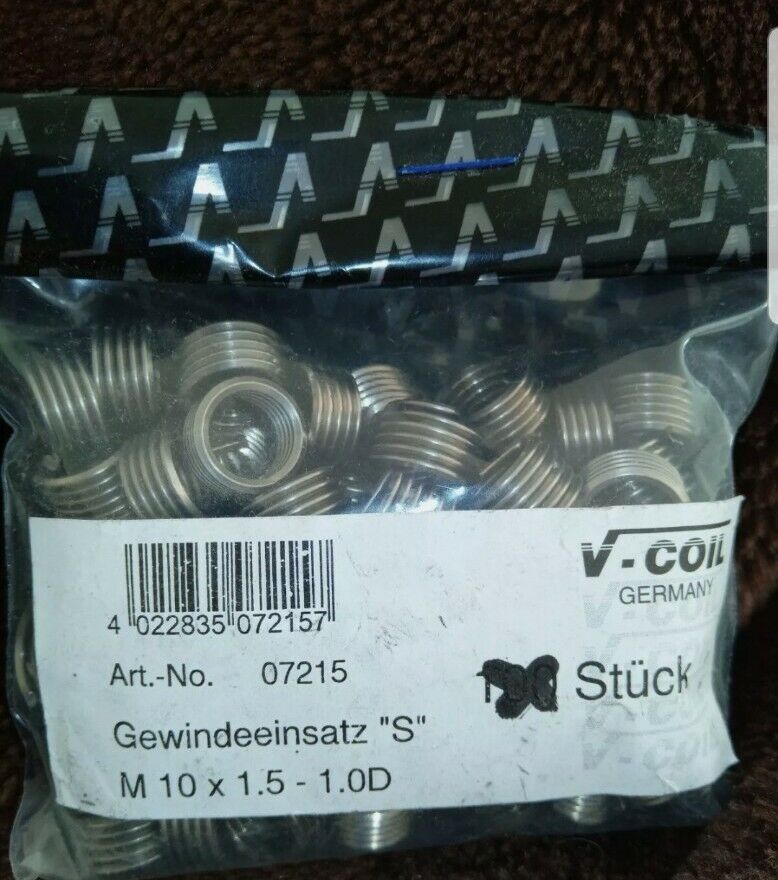 V-COIL
GERMANY
4 022835 072157
Art.-No. 07215
Stück
Gewindeeinsatz "S"
M 10 x 1.5 - 1.0D